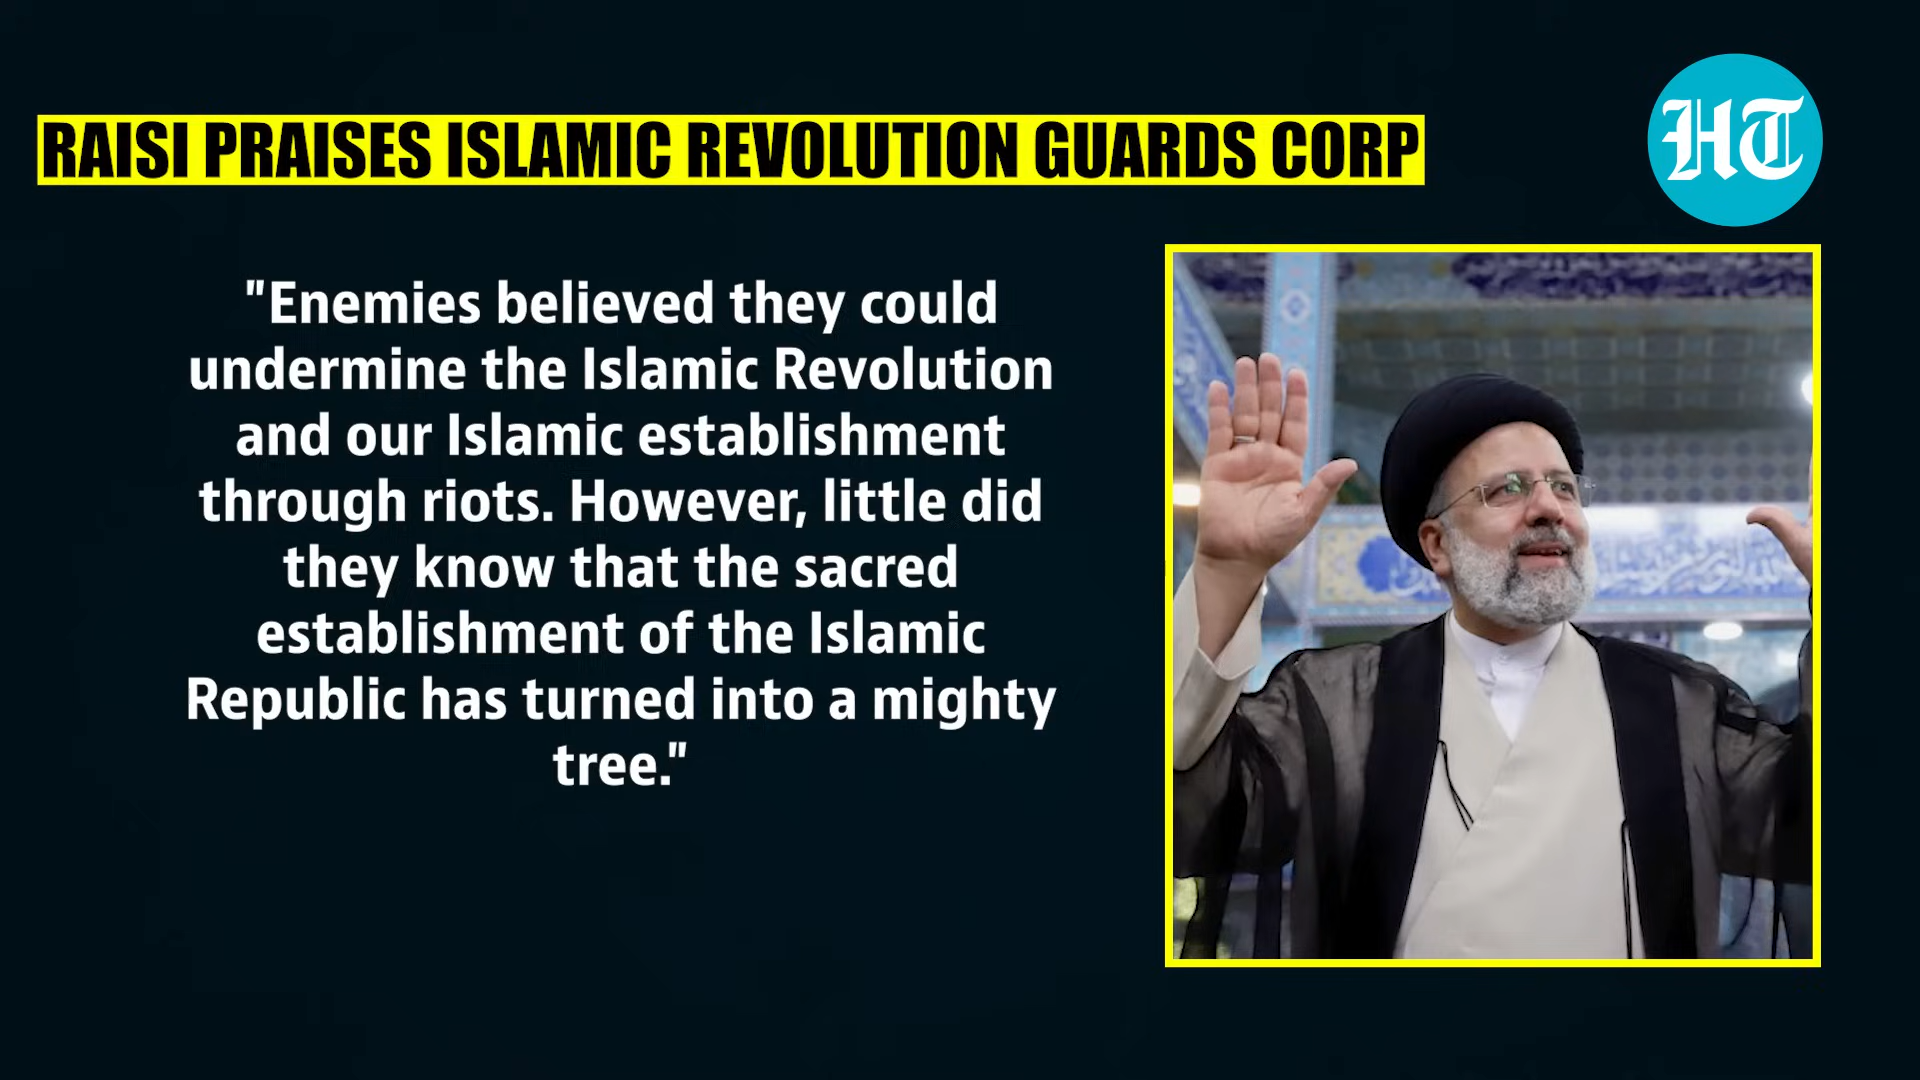 RAISI PRAISES ISLAMIC REVOLUTION GUARDS CORP
HT
"Enemies believed they could
undermine the Islamic Revolution
and our Islamic establishment
through riots. However, little did
they know that the sacred
establishment of the Islamic
Republic has turned into a mighty
tree."